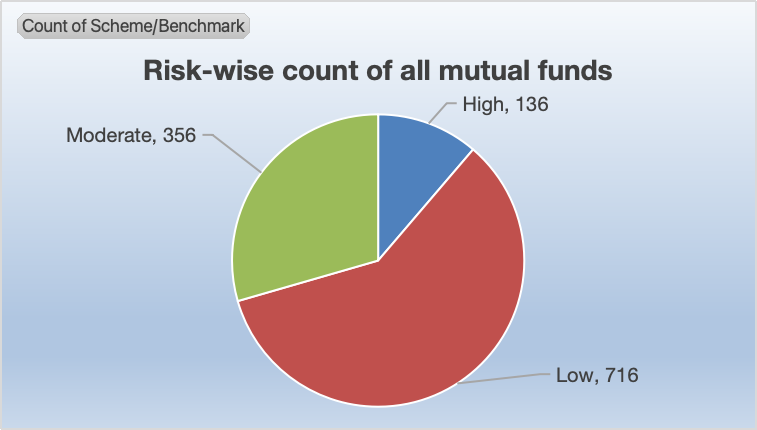 Count of Scheme/Benchmark
Risk-wise count of all mutual funds
High, 136
Moderate, 356
Low, 716